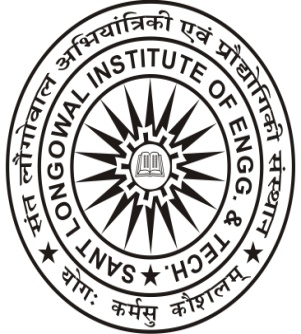 संत लौंगोवाल अभियांत्रिकी एवं प्रौद्योगिकी संस्थान
SANT LONGOWAL INSTITUTE OF ENGG. & TECH.
योगः कर्मसु कौशलम्